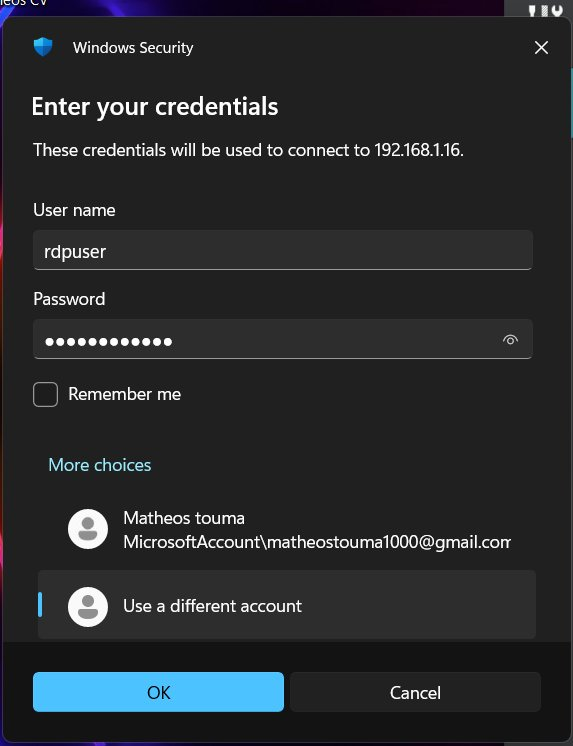 eos CV
Windows Security
Enter your credentials
These credentials will be used to connect to 192.168.1.16.
User name
rdpuser
Password
••••••••••••
Remember me
More choices
Matheos touma
MicrosoftAccount\matheostouma1000@gmail.com
Use a different account
OK
Cancel